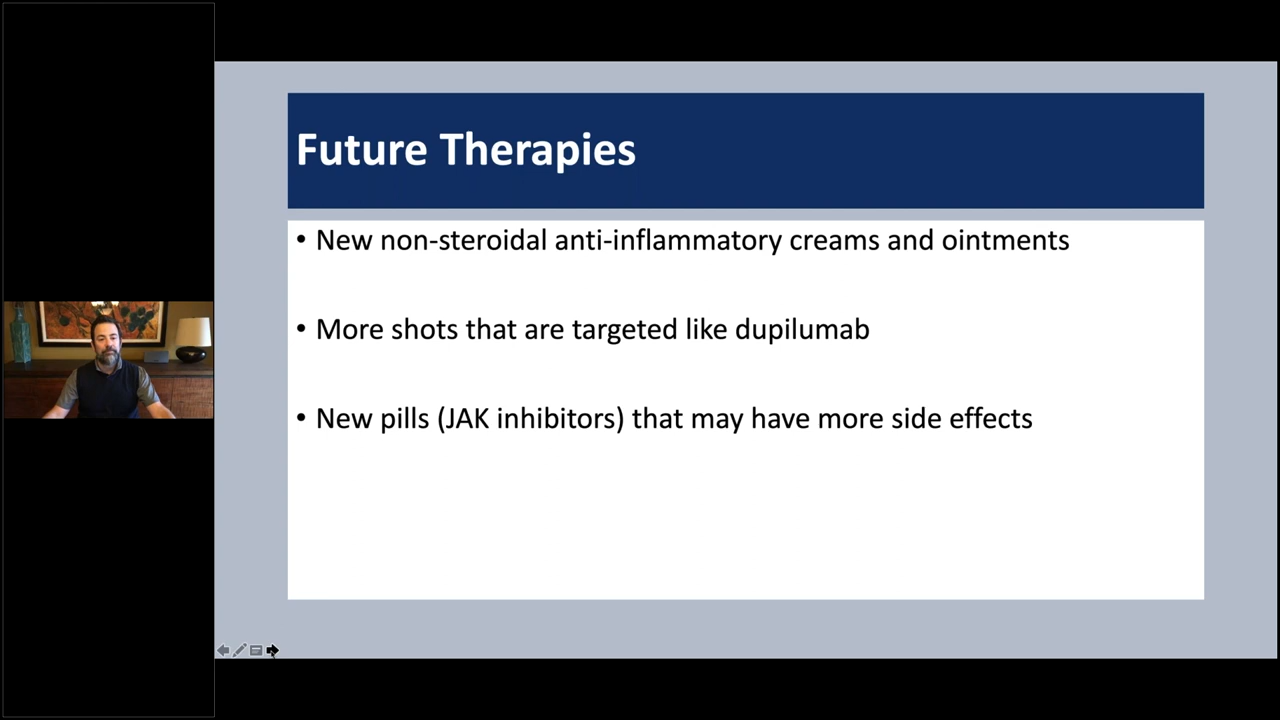 Future Therapies
• New non-steroidal anti-inflammatory creams and ointments
• More shots that are targeted like dupilumab
• New pills (JAK inhibitors) that may have more side effects